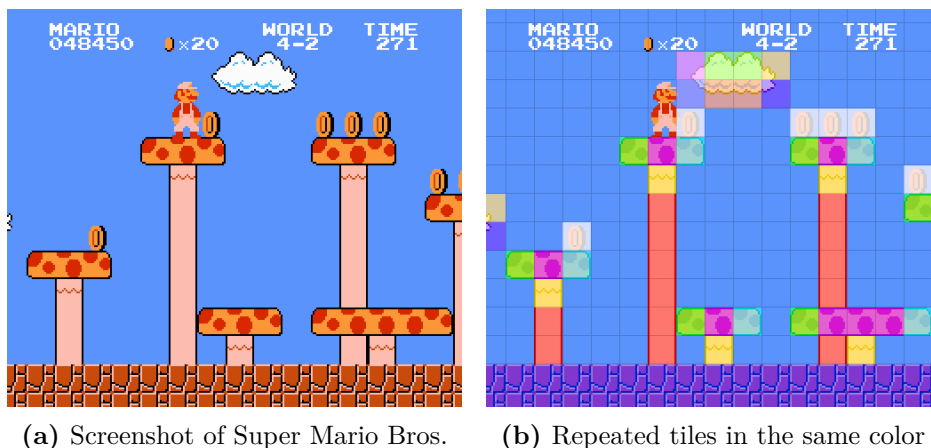 MARIO WORLD TIME
048450 ×20 4-2 271
MARIO WORLD TIME
048450 ×20 4-2 271
(a) Screenshot of Super Mario Bros.
(b) Repeated tiles in the same color